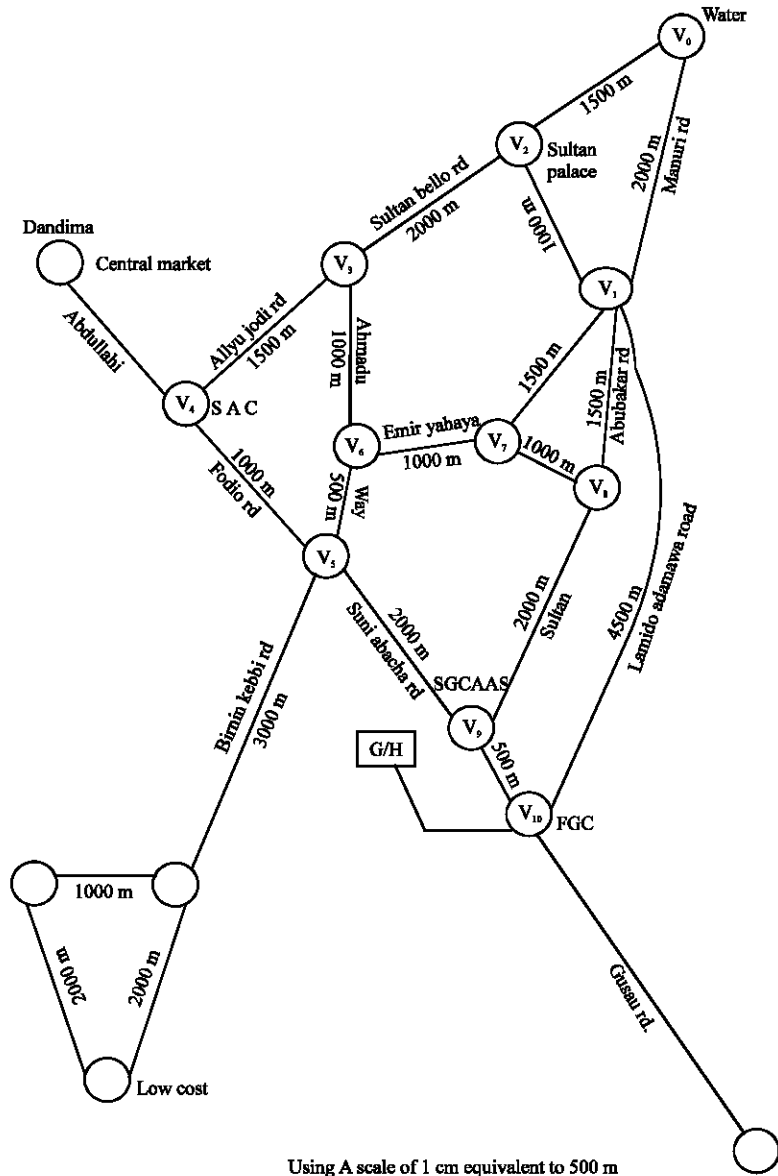 Water
V₀
1500 m
2000 m
Manuri rd
V₂
Sultan
palace
Sultan bello rd
2000 m
1000 m
Dandima
Central market
V₃
V₁
Abdullahi
Allyu jodi rd
1500 m
Ahmadu
1000 m
1500 m
1500 m
Abubakar rd
V₄
S A C
V₆
Emir yahaya
1000 m
V₇
1000 m
V₈
1000 m
Fodio rd
500 m
Way
V₅
2000 m
Suni abacha rd
2000 m
Sultan
4500 m
Lamido adamawa road
Birnin kebbi rd
3000 m
SGCAAS
V₉
G/H
500 m
V₁₀
FGC
1000 m
2000 m
2000 m
Gusau rd.
Low cost
Using A scale of 1 cm equivalent to 500 m